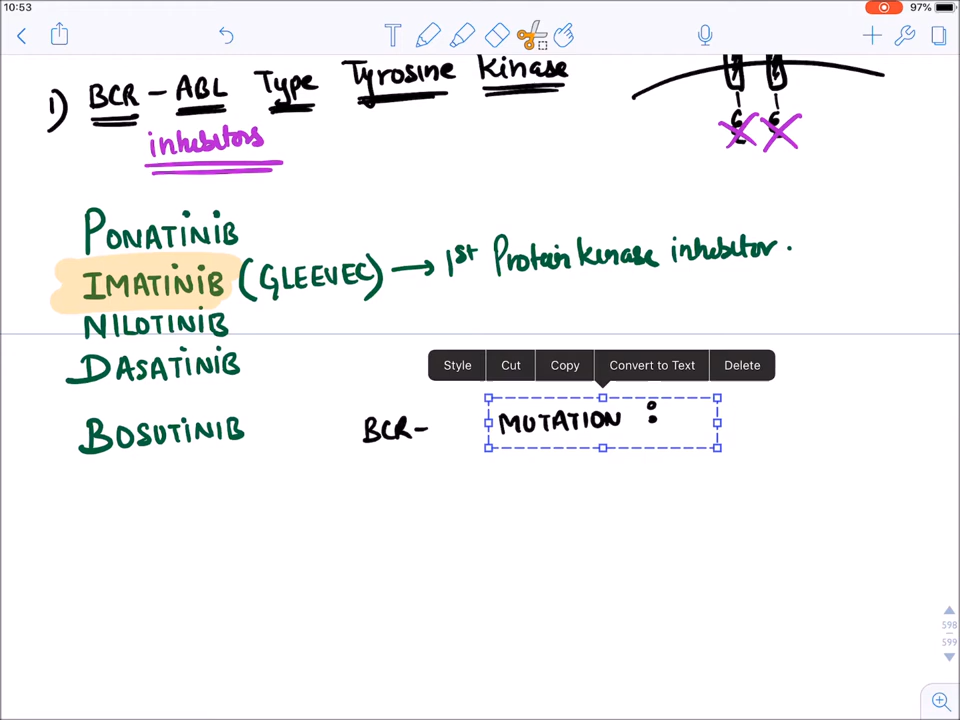 10:53
97%
T
1) BCR - ABL Type Tyrosine Kinase
inhibitors
PONATINIB
IMATINIB (GLEEVEC) → 1st Protein kinase inhibitor.
NILOTINIB
DASATINIB
Style Cut Copy Convert to Text Delete
BOSUTINIB BCR- MUTATION :
598
599